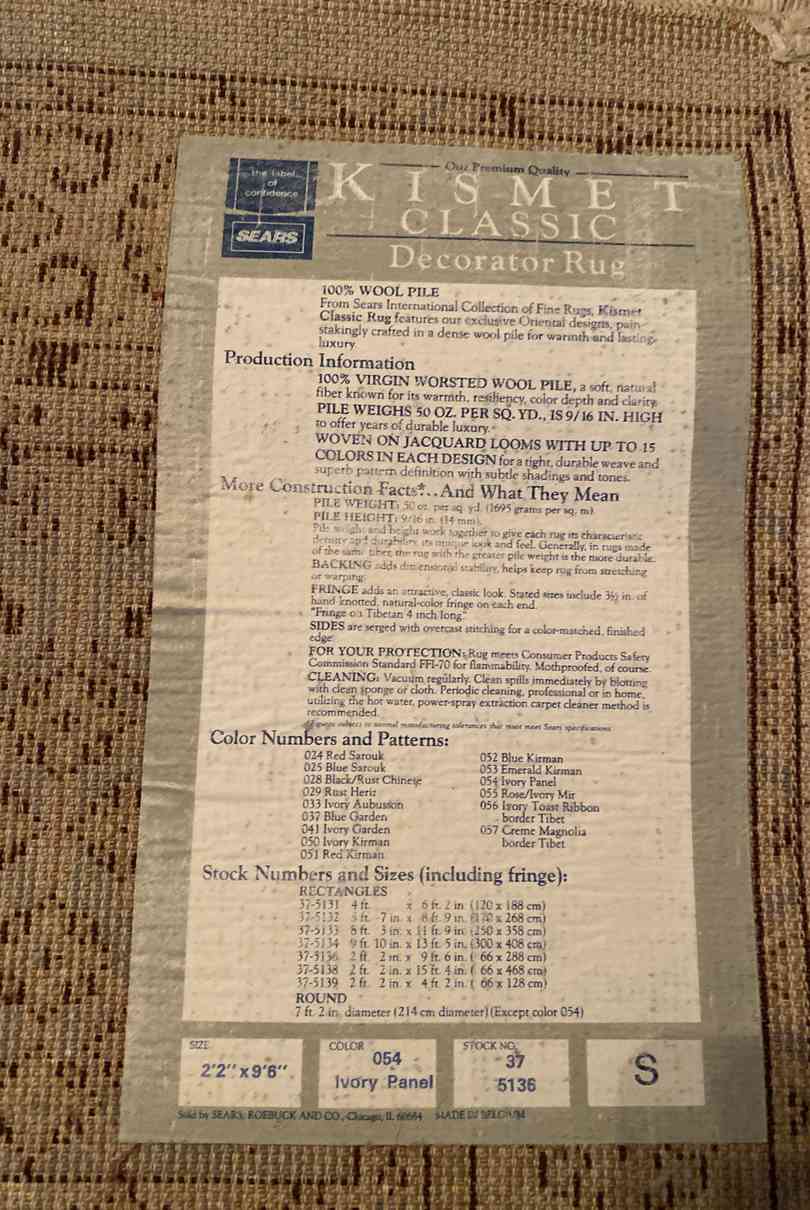 the label
of
confidence
SEARS
Our Premium Quality
KISMET
CLASSIC
Decorator Rug
100% WOOL PILE
From Sears International Collection of Fine Rugs, Kismet
Classic Rug features our exclusive Oriental designs, pain-
stakingly crafted in a dense wool pile for warmth and lasting
luxury.
Production Information
100% VIRGIN WORSTED WOOL PILE, a soft, natural
fiber known for its warmth, resiliency, color depth and clarity.
PILE WEIGHS 50 OZ. PER SQ. YD., IS 9/16 IN. HIGH
to offer years of durable luxury.
WOVEN ON JACQUARD LOOMS WITH UP TO 15
COLORS IN EACH DESIGN for a tight, durable weave and
superb pattern definition with subtle shadings and tones.
More Construction Facts*...And What They Mean
PILE WEIGHT: 50 oz. per sq. yd. (1695 grams per sq. m).
PILE HEIGHT: 9/16 in. (14 mm).
Pile weight and height work together to give each rug its characteristic
density and durability, its unique look and feel. Generally, in rugs made
of the same fiber, the rug with the greater pile weight is the more durable.
BACKING adds dimensional stability, helps keep rug from stretching
or warping.
FRINGE adds an attractive, classic look. Stated sizes include 3½ in. of
hand knotted, natural-color fringe on each end.
"Fringe on Tibetan 4 inch long."
SIDES are serged with overcast stitching for a color-matched, finished
edge.
FOR YOUR PROTECTION: Rug meets Consumer Products Safety
Commission Standard FFI-70 for flammability. Mothproofed, of course.
CLEANING: Vacuum regularly. Clean spills immediately by blotting
with clean sponge or cloth. Periodic cleaning, professional or in home,
utilizing the hot water, power-spray extraction carpet cleaner method is
recommended.
subject to normal manufacturing tolerances that must meet Sears specifications
Color Numbers and Patterns:
024 Red Sarouk
025 Blue Sarouk
028 Black/Rust Chinese
029 Rust Heriz
033 Ivory Aubusson
037 Blue Garden
041 Ivory Garden
050 Ivory Kirman
051 Red Kirman
052 Blue Kirman
053 Emerald Kirman
054 Ivory Panel
055 Rose/Ivory Mir
056 Ivory Toast Ribbon
border Tibet
057 Creme Magnolia
border Tibet
Stock Numbers and Sizes (including fringe):
RECTANGLES
37-5131 4 ft. x 6 ft. 2 in. (120 x 188 cm)
37-5132 5 ft. 7 in. x 8 ft. 9 in. (170 x 268 cm)
37-5133 8 ft. 3 in. x 11 ft. 9 in. (250 x 358 cm)
37-5134 9 ft. 10 in. x 13 ft. 5 in. (300 x 408 cm)
37-5136 2 ft. 2 in. x 9 ft. 6 in. ( 66 x 288 cm)
37-5138 2 ft. 2 in. x 15 ft. 4 in. ( 66 x 468 cm)
37-5139 2 ft. 2 in. x 4 ft. 2 in. ( 66 x 128 cm)
ROUND
7 ft. 2 in. diameter (214 cm diameter) (Except color 054)
SIZE
2'2" x 9'6"
COLOR
054
Ivory Panel
STOCK NO.
37
5136
S
Sold by SEARS, ROEBUCK AND CO., Chicago, IL 60684 MADE IN BELGIUM